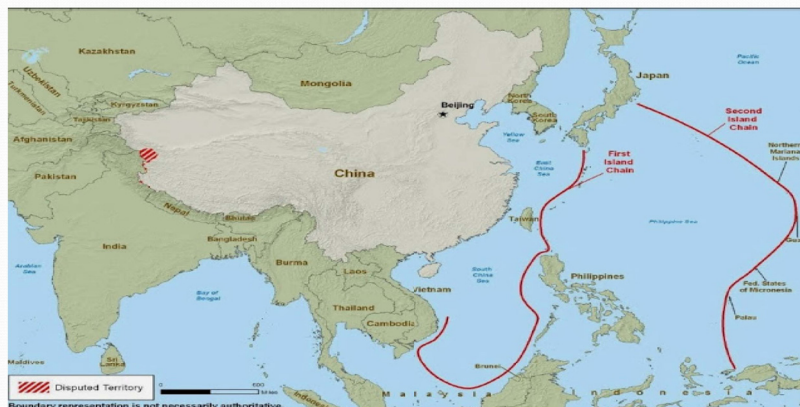 Kazakhstan
Mongolia
Uzbekistan
Turkmenistan
Kyrgyzstan
Tajikistan
Afghanistan
Pakistan
India
Nepal
Bhutan
Bangladesh
Burma
Laos
Thailand
Cambodia
Vietnam
China
Beijing
North
Korea
South
Korea
Japan
Pacific
Ocean
Yellow
Sea
East
China
Sea
First
Island
Chain
Second
Island
Chain
Northern
Mariana
Islands
Taiwan
Philippine Sea
Philippines
South
China
Sea
Fed. States
of Micronesia
Palau
Brunei
Malaysia
Indonesia
Arabian
Sea
Bay of
Bengal
Maldives
Sri
Lanka
Disputed Territory
0
600
Boundary representation is not necessarily authoritative.